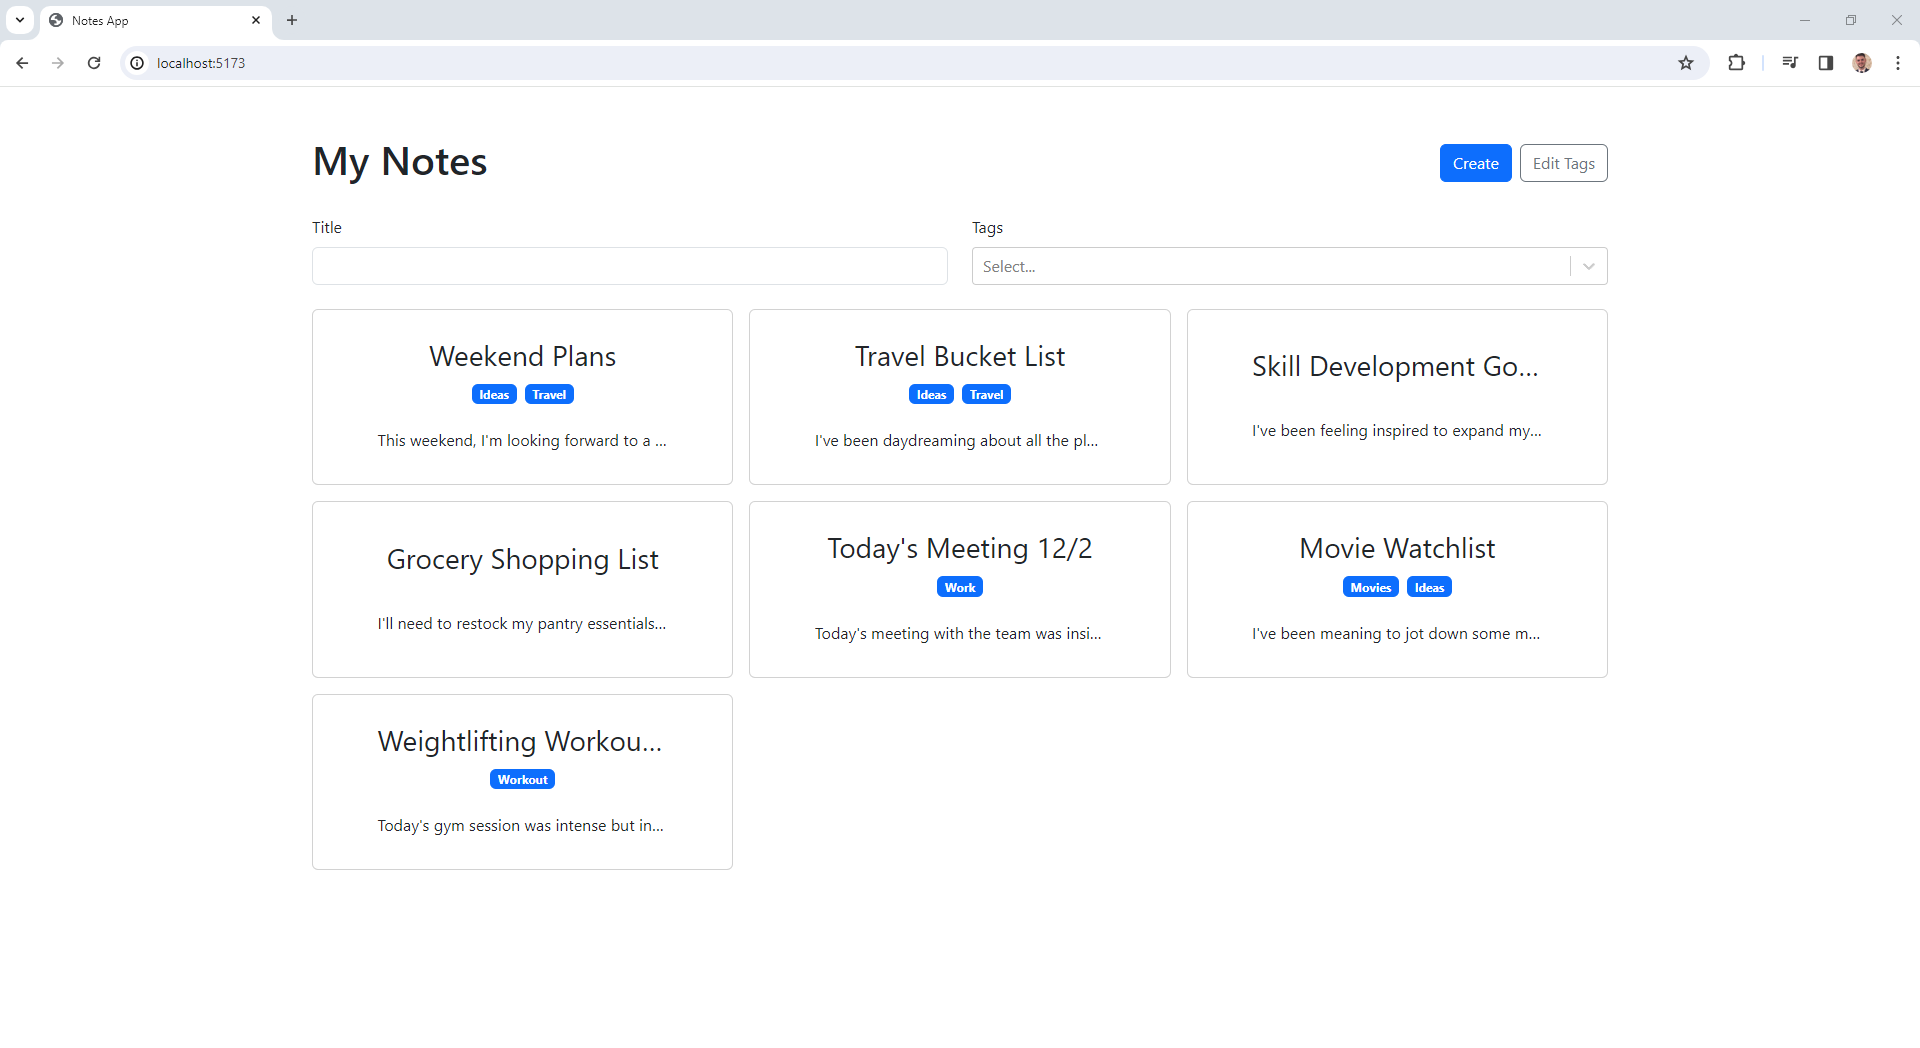 Notes App
localhost:5173
My Notes
Create
Edit Tags
Title
Tags
Select...
Weekend Plans
Ideas Travel
This weekend, I'm looking forward to a ...
Travel Bucket List
Ideas Travel
I've been daydreaming about all the pl...
Skill Development Go...
I've been feeling inspired to expand my...
Grocery Shopping List
I'll need to restock my pantry essentials...
Today's Meeting 12/2
Work
Today's meeting with the team was insi...
Movie Watchlist
Movies Ideas
I've been meaning to jot down some m...
Weightlifting Workou...
Workout
Today's gym session was intense but in...